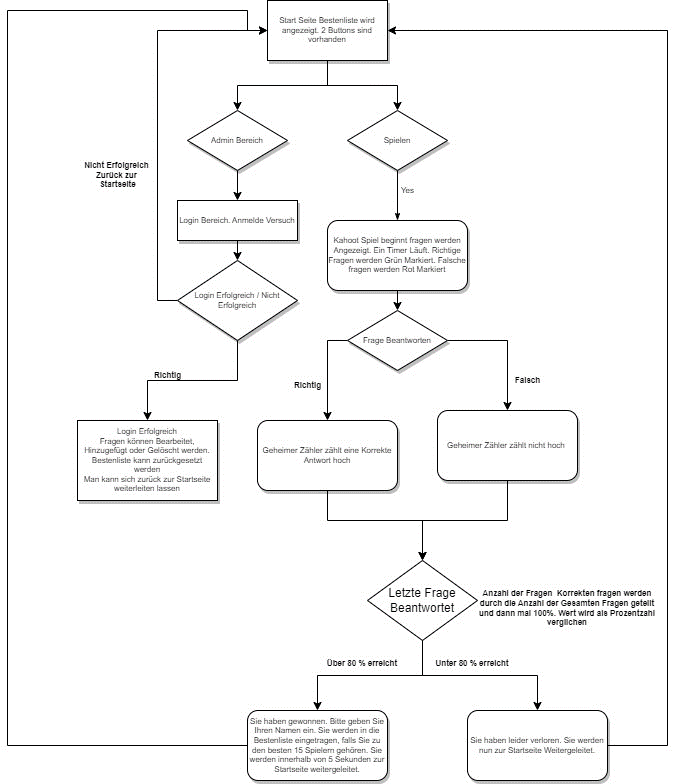 Start Seite Bestenliste wird
angezeigt. 2 Buttons sind
vorhanden
Admin Bereich
Spielen
Nicht Erfolgreich
Zurück zur
Startseite
Yes
Login Bereich. Anmelde Versuch
Kahoot Spiel beginnt fragen werden
Angezeigt. Ein Timer Läuft. Richtige
Fragen werden Grün Markiert. Falsche
fragen werden Rot Markiert
Login Erfolgreich / Nicht
Erfolgreich
Frage Beantworten
Richtig
Richtig
Falsch
Login Erfolgreich
Fragen können Bearbeitet,
Hinzugefügt oder Gelöscht werden.
Bestenliste kann zurückgesetzt
werden
Man kann sich zurück zur Startseite
weiterleiten lassen
Geheimer Zähler zählt eine Korrekte
Antwort hoch
Geheimer Zähler zählt nicht hoch
Letzte Frage
Beantwortet
Anzahl der Fragen Korrekten fragen werden
durch die Anzahl der Gesamten Fragen geteilt
und dann mal 100%. Wert wird als Prozentzahl
verglichen
Über 80 % erreicht
Unter 80 % erreicht
Sie haben gewonnen. Bitte geben Sie
Ihren Namen ein. Sie werden in die
Bestenliste eingetragen, falls Sie zu
den besten 15 Spielern gehören. Sie
werden innerhalb von 5 Sekunden zur
Startseite weitergeleitet.
Sie haben leider verloren. Sie werden
nun zur Startseite Weitergeleitet.